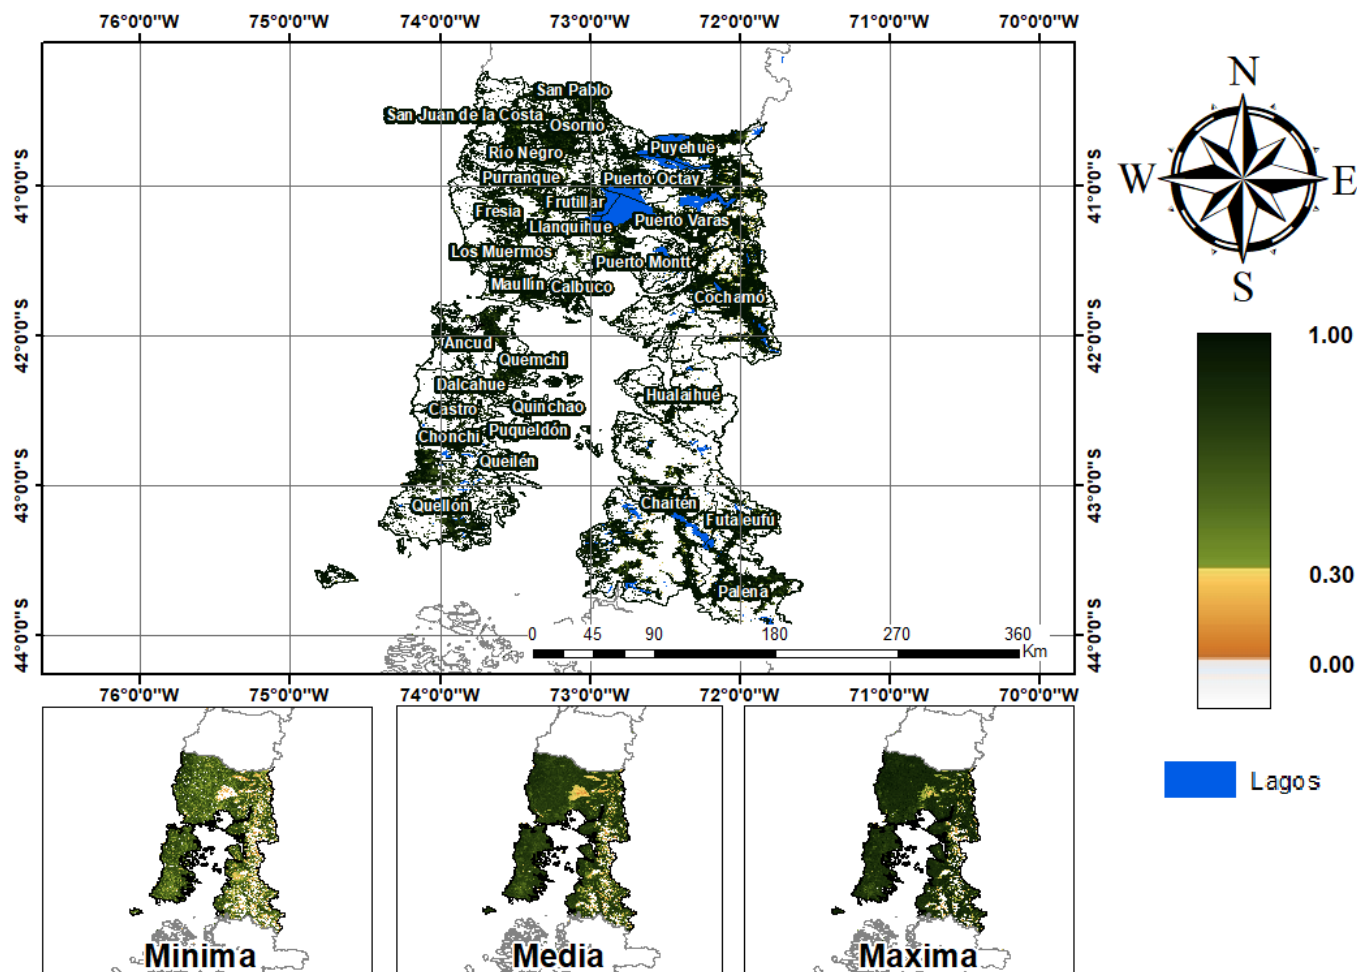 76°0'0"W 75°0'0"W 74°0'0"W 73°0'0"W 72°0'0"W 71°0'0"W 70°0'0"W
41°0'0"S
42°0'0"S
43°0'0"S
44°0'0"S
San Pablo
San Juan de la Costa
Osorno
Río Negro
Puyehue
Purranque
Puerto Octay
Frutillar
Fresia
Puerto Varas
Llanquihue
Los Muermos
Puerto Montt
Maullín
Calbuco
Cochamó
Ancud
Quemchi
Dalcahue
Hualaihué
Castro
Quinchao
Chonchi
Puqueldón
Queilén
Quellón
Chaitén
Futaleufú
Palena
0 45 90 180 270 360
Km
41°0'0"S
42°0'0"S
43°0'0"S
44°0'0"S
76°0'0"W 75°0'0"W 74°0'0"W 73°0'0"W 72°0'0"W 71°0'0"W 70°0'0"W
N
W E
S
1.00
0.30
0.00
Lagos
Minima
Media
Maxima